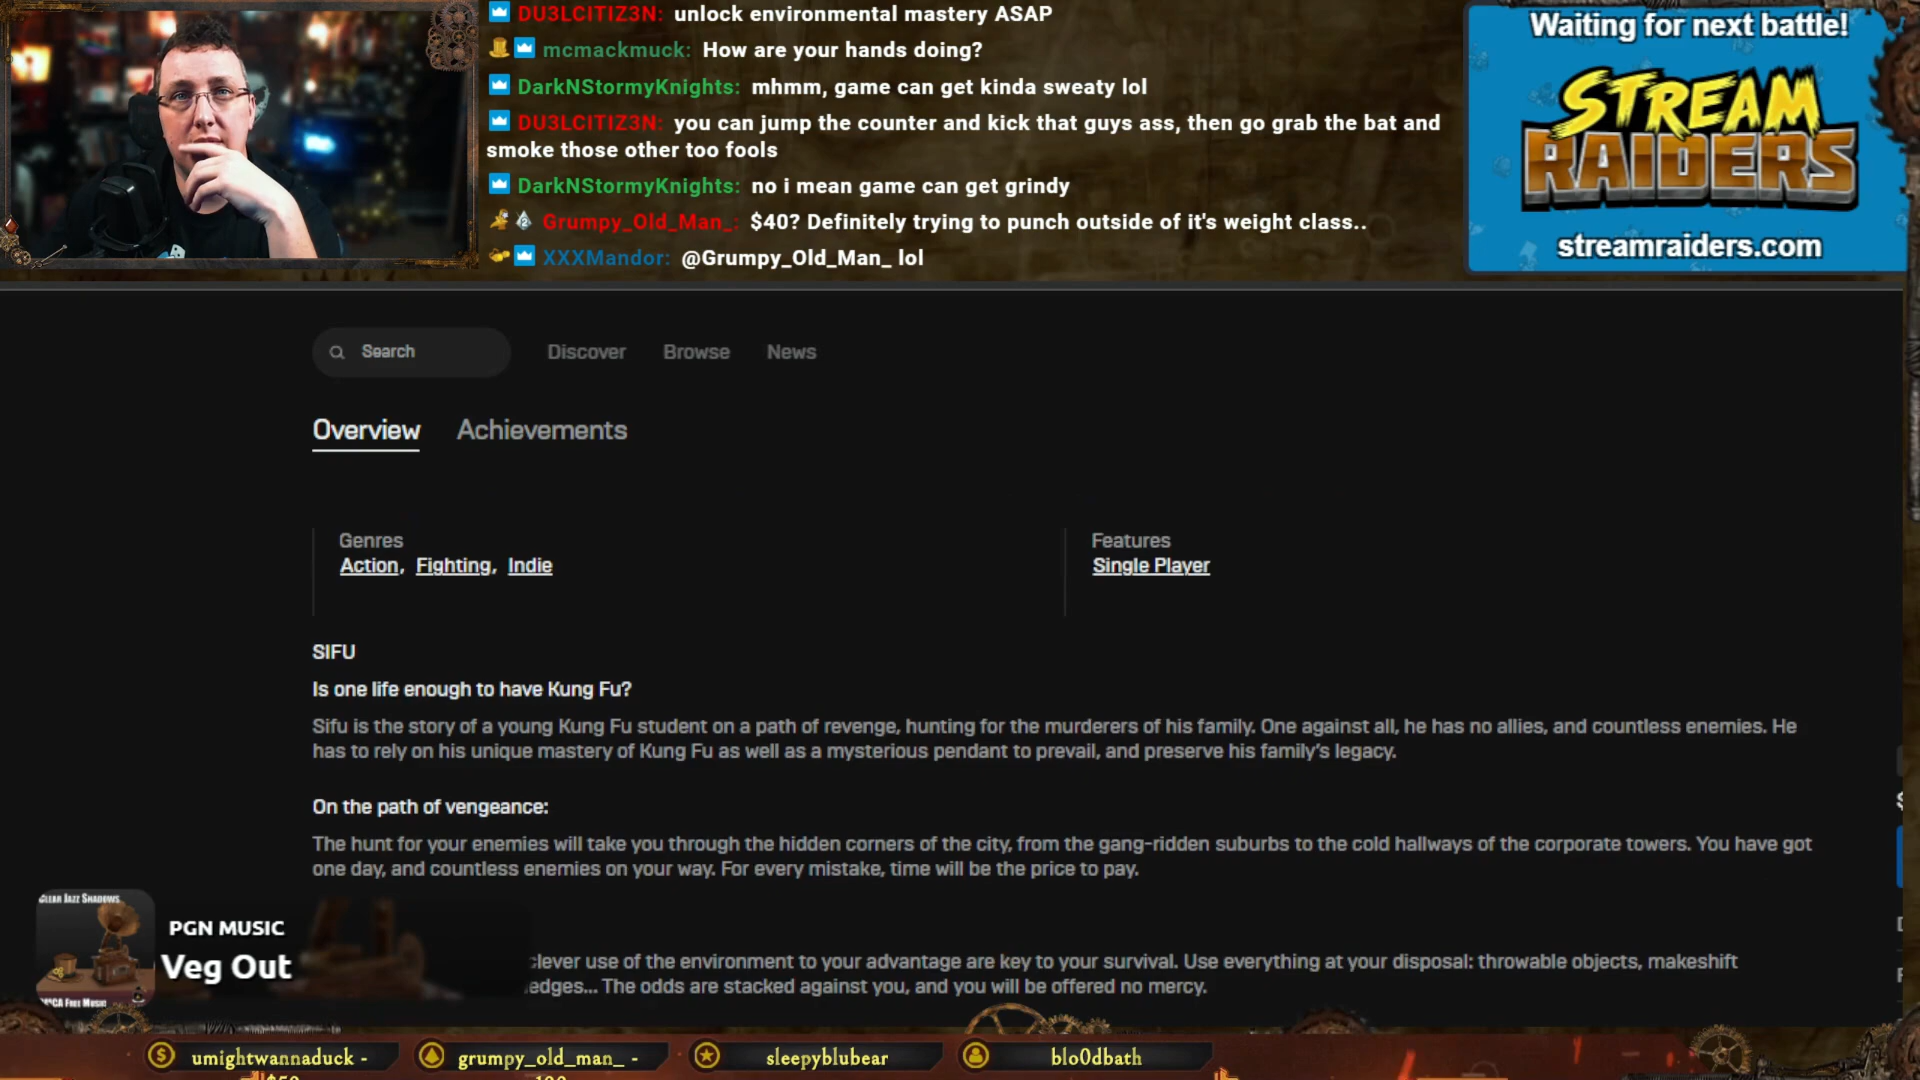 DU3LCITIZ3N: unlock environmental mastery ASAP
mcmackmuck: How are your hands doing?
DarkNStormyKnights: mhmm, game can get kinda sweaty lol
DU3LCITIZ3N: you can jump the counter and kick that guys ass, then go grab the bat and
smoke those other too fools
DarkNStormyKnights: no i mean game can get grindy
Grumpy_Old_Man_: $40? Definitely trying to punch outside of it's weight class..
XXXMandor: @Grumpy_Old_Man_ lol
Waiting for next battle!
STREAM
RAIDERS
streamraiders.com
Search
Discover
Browse
News
Overview
Achievements
Genres
Action, Fighting, Indie
Features
Single Player
SIFU
Is one life enough to have Kung Fu?
Sifu is the story of a young Kung Fu student on a path of revenge, hunting for the murderers of his family. One against all, he has no allies, and countless enemies. He
has to rely on his unique mastery of Kung Fu as well as a mysterious pendant to prevail, and preserve his family's legacy.
On the path of vengeance:
The hunt for your enemies will take you through the hidden corners of the city, from the gang-ridden suburbs to the cold hallways of the corporate towers. You have got
one day, and countless enemies on your way. For every mistake, time will be the price to pay.
clever use of the environment to your advantage are key to your survival. Use everything at your disposal: throwable objects, makeshift
edges... The odds are stacked against you, and you will be offered no mercy.
CLEAR JAZZ SHADOWS
PGN MUSIC
Veg Out
umightwannaduck -
grumpy_old_man_ -
sleepyblubear
blo0dbath